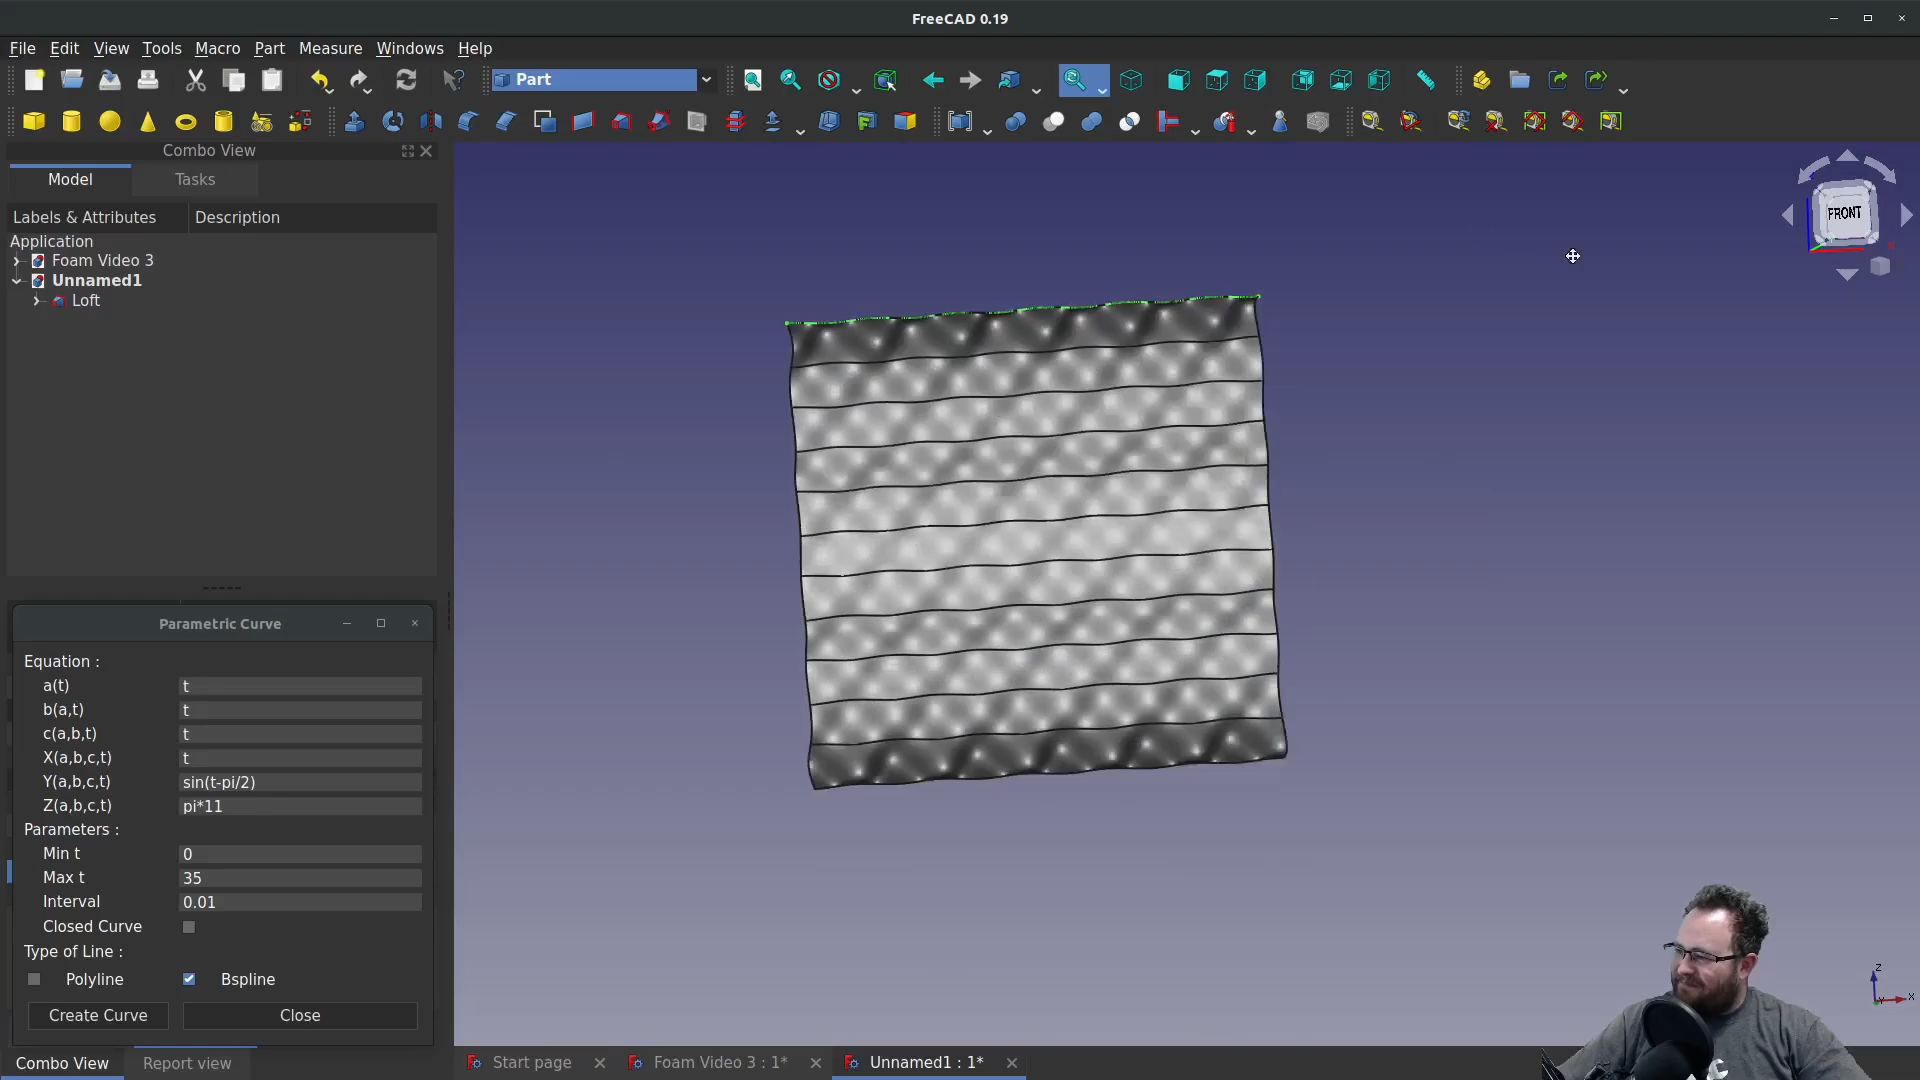 FreeCAD 0.19
File Edit View Tools Macro Part Measure Windows Help
Part
Combo View
Model Tasks
Labels & Attributes Description
Application
Foam Video 3
Unnamed1
Loft
FRONT
Parametric Curve
Equation :
a(t) t
b(a,t) t
c(a,b,t) t
X(a,b,c,t) t
Y(a,b,c,t) sin(t-pi/2)
Z(a,b,c,t) pi*11
Parameters :
Min t 0
Max t 35
Interval 0.01
Closed Curve
Type of Line :
Polyline Bspline
Create Curve Close
Z
X
Combo View Report view Start page Foam Video 3 : 1* Unnamed1 : 1*